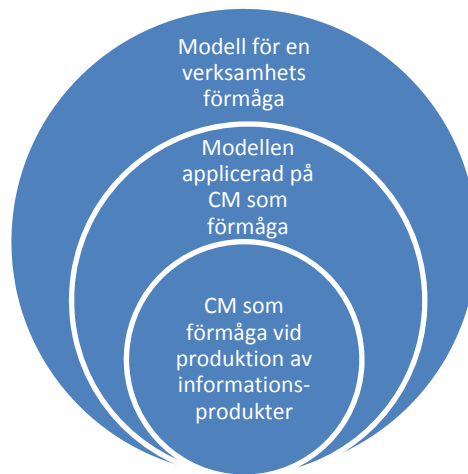 Modell för en
verksamhets
förmåga
Modellen
applicerad på
CM som
förmåga
CM som
förmåga vid
produktion av
informations-
produkter